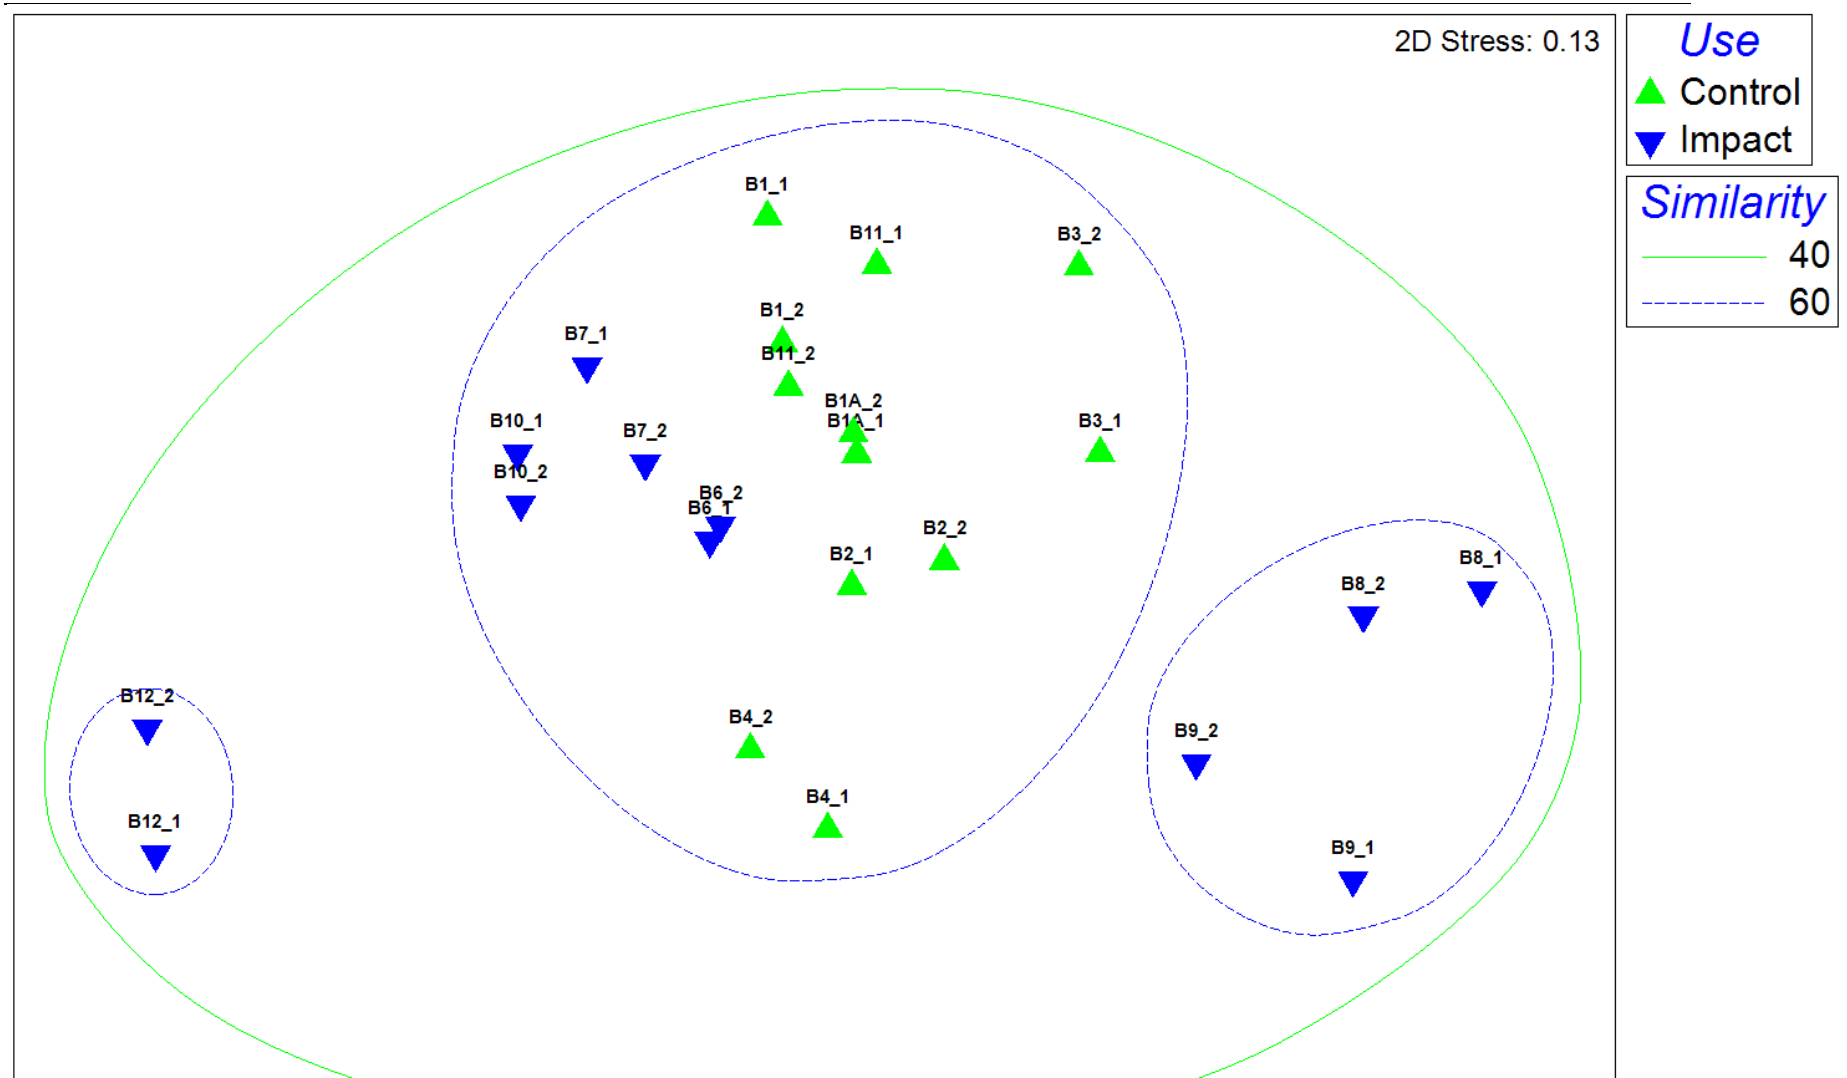 2D Stress: 0.13
Use
Control
Impact
Similarity
40
60
B1_1
B11_1
B3_2
B1_2
B7_1
B11_2
B1A_2
B1A_1
B3_1
B10_1
B7_2
B10_2
B6_2
B6_1
B2_2
B2_1
B8_1
B8_2
B12_2
B4_2
B9_2
B4_1
B12_1
B9_1